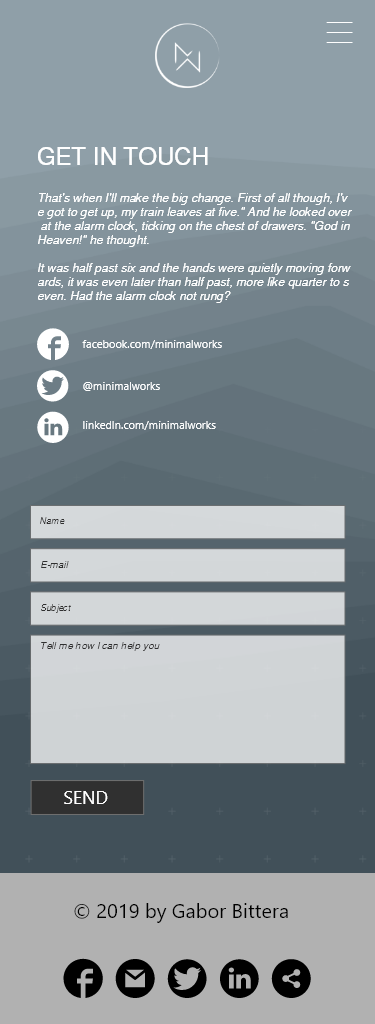 GET IN TOUCH
That's when I'll make the big change. First of all though, I'v
e got to get up, my train leaves at five." And he looked over
at the alarm clock, ticking on the chest of drawers. "God in
Heaven!" he thought.
It was half past six and the hands were quietly moving forw
ards, it was even later than half past, more like quarter to s
even. Had the alarm clock not rung?
facebook.com/minimalworks
@minimalworks
linkedIn.com/minimalworks
Name
E-mail
Subject
Tell me how I can help you
SEND
© 2019 by Gabor Bittera